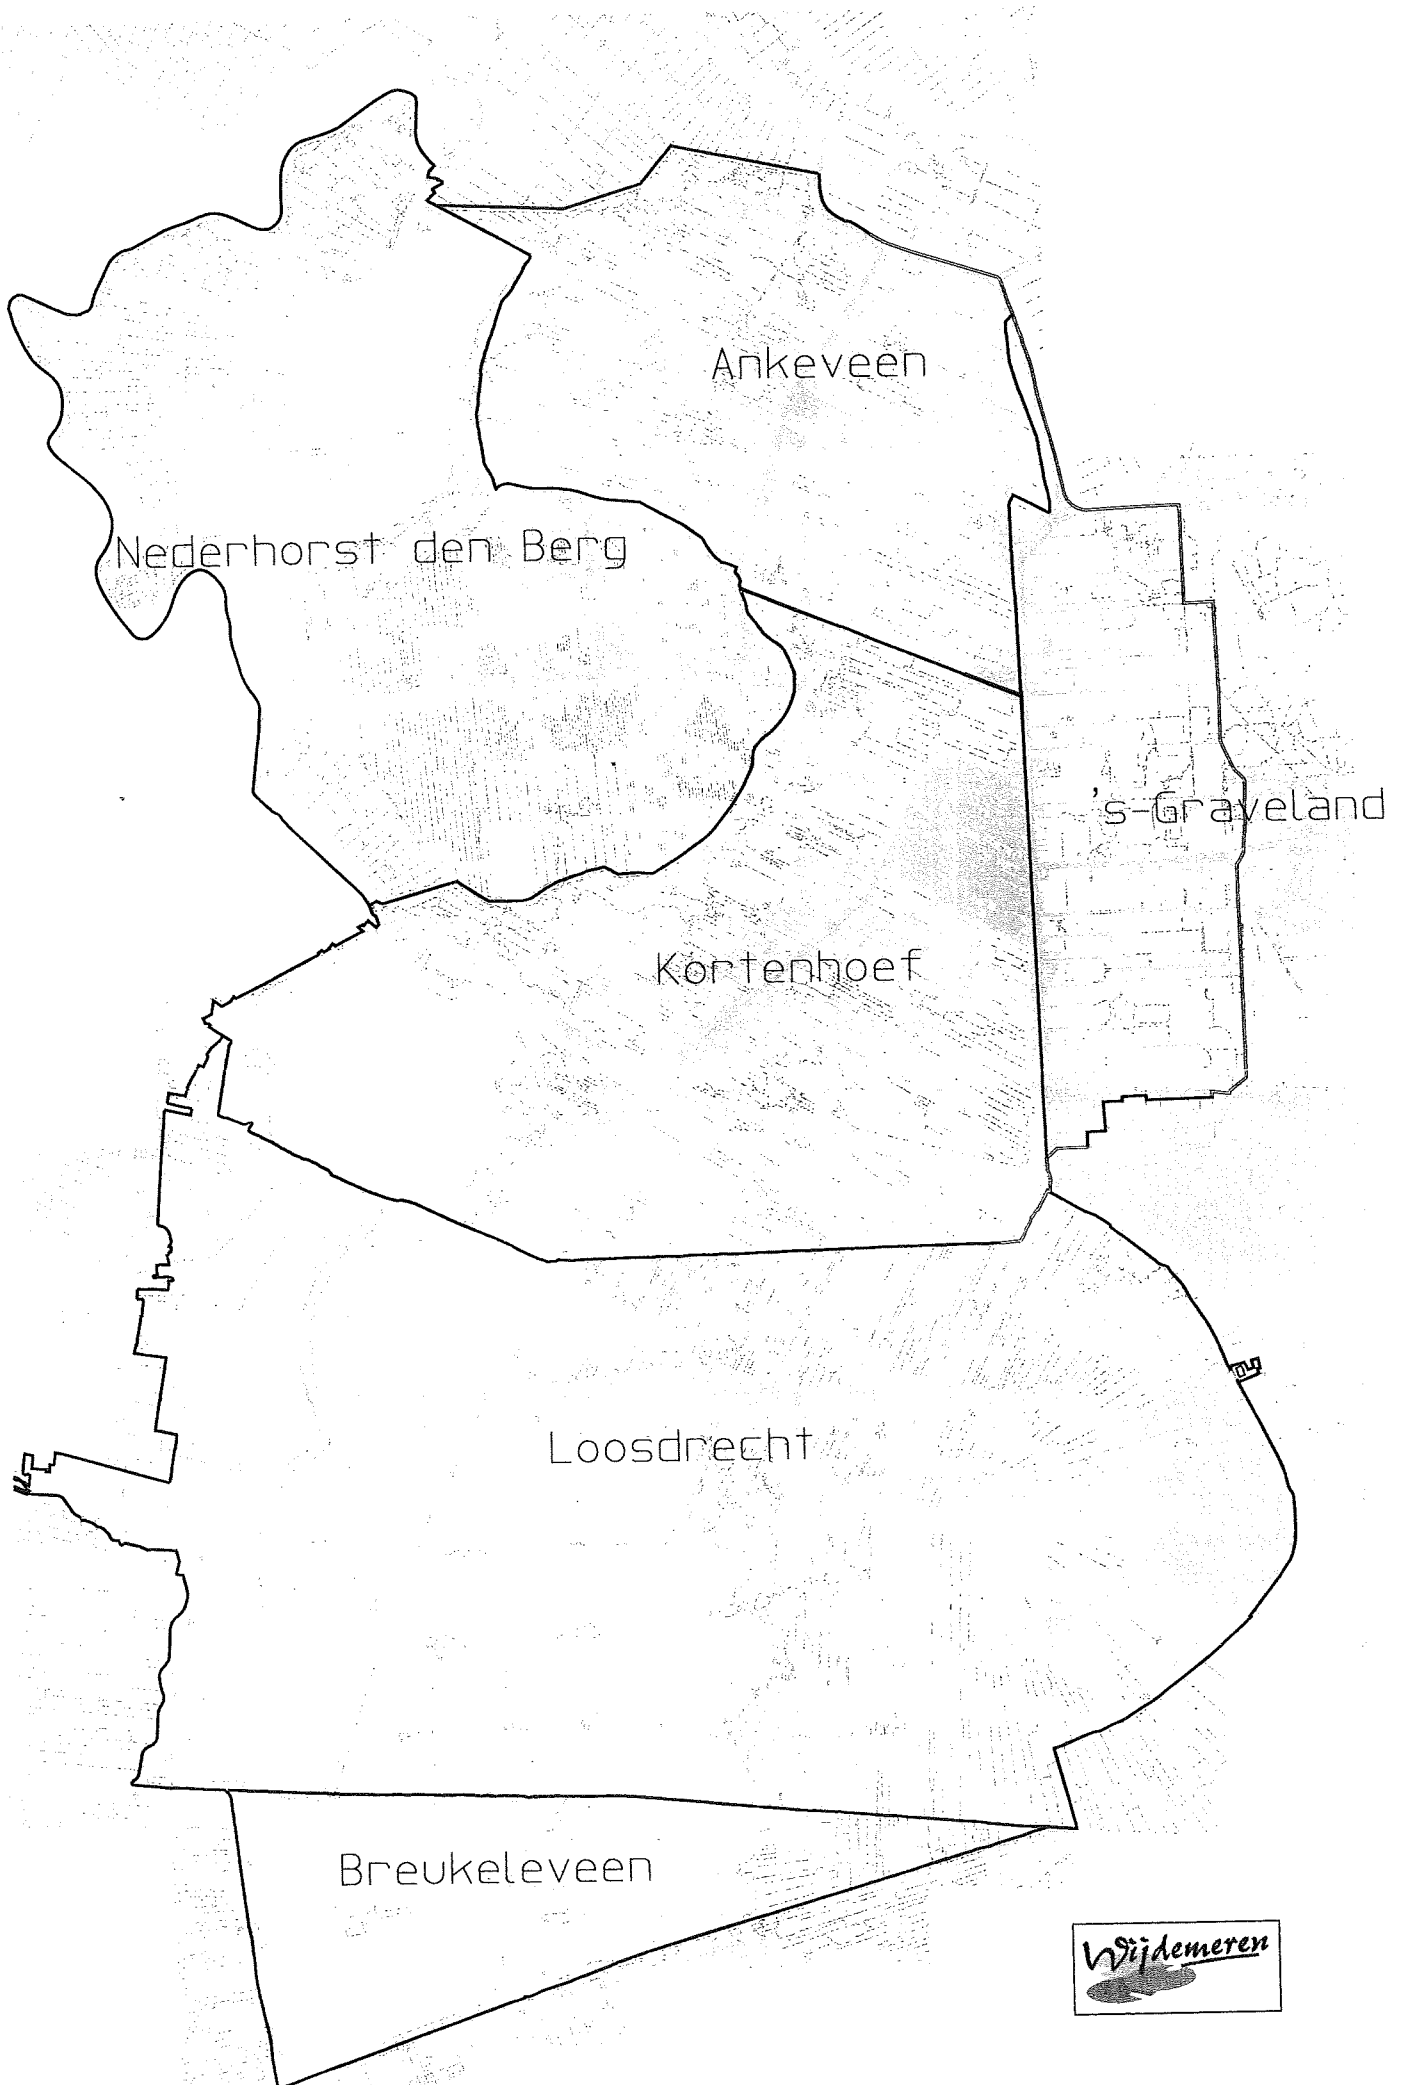 Ankeveen
Nederhorst den Berg
's-Graveland
Kortenhoef
Loosdrecht
Breukeleveen
Wijdemeren